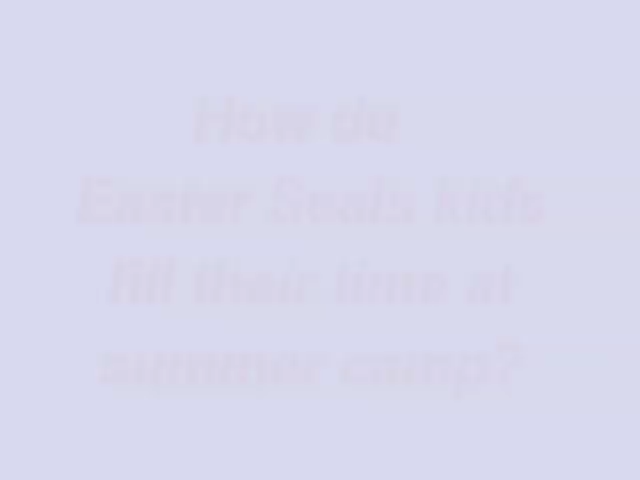 How do
Easter Seals kids
fill their time at
summer camp?